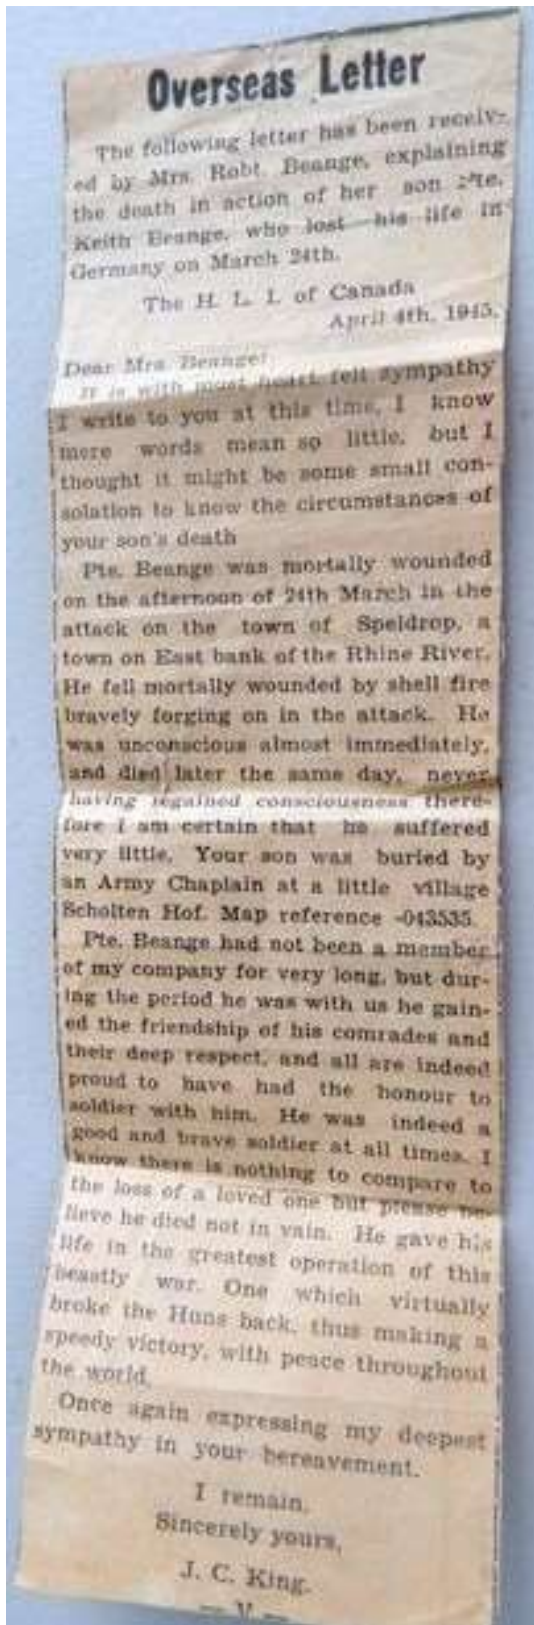 Overseas Letter
The following letter has been receiv-
ed by Mrs. Robt. Beange, explaining
the death in action of her son Pte.
Keith Beange, who lost his life in
Germany on March 24th.
The H. L. I. of Canada
April 4th, 1945.
Dear Mrs. Beange:
It is with most heart felt sympathy
I write to you at this time, I know
mere words mean so little, but I
thought it might be some small con-
solation to know the circumstances of
your son's death
Pte. Beange was mortally wounded
on the afternoon of 24th March in the
attack on the town of Speldrop, a
town on East bank of the Rhine River.
He fell mortally wounded by shell fire
bravely forging on in the attack. He
was unconscious almost immediately,
and died later the same day, never
having regained consciousness there-
fore I am certain that he suffered
very little. Your son was buried by
an Army Chaplain at a little village
Scholten Hof. Map reference -043535.
Pte. Beange had not been a member
of my company for very long, but dur-
ing the period he was with us he gain-
ed the friendship of his comrades and
their deep respect, and all are indeed
proud to have had the honour to
soldier with him. He was indeed a
good and brave soldier at all times. I
know there is nothing to compare to
the loss of a loved one but please be-
lieve he died not in vain. He gave his
life in the greatest operation of this
beastly war. One which virtually
broke the Huns back, thus making a
speedy victory, with peace throughout
the world.
Once again expressing my deepest
sympathy in your bereavement.
I remain,
Sincerely yours,
J. C. King.
— V —